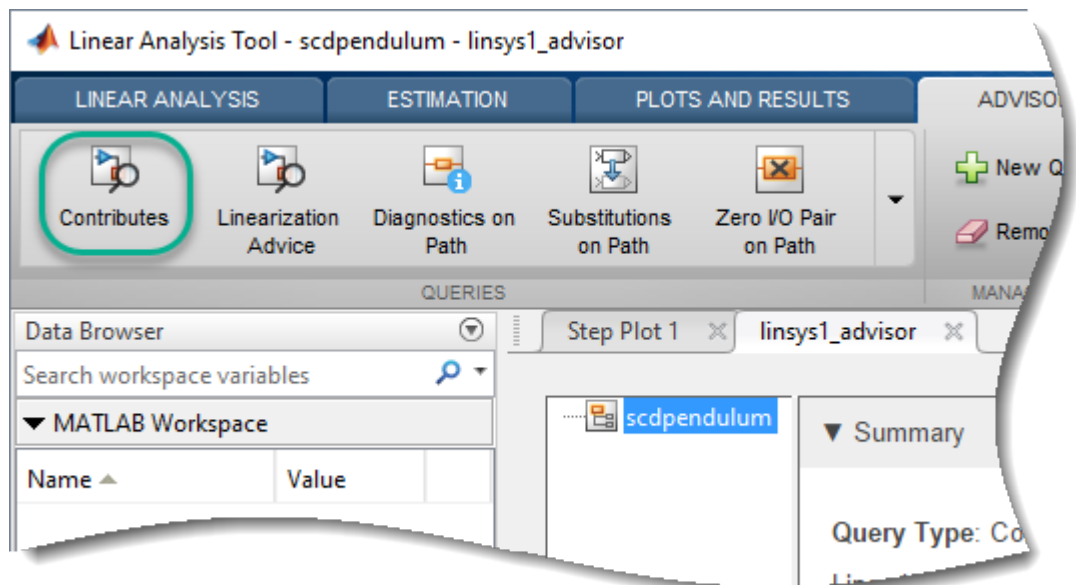 Linear Analysis Tool - scdpendulum - linsys1_advisor
LINEAR ANALYSIS ESTIMATION PLOTS AND RESULTS
Contributes
Linearization
Advice
Diagnostics on
Path
Substitutions
on Path
Zero I/O Pair
on Path
New
QUERIES
Data Browser
Step Plot 1 linsys1_advisor
Search workspace variables
MATLAB Workspace
scdpendulum
Summary
Name Value
Query Type: